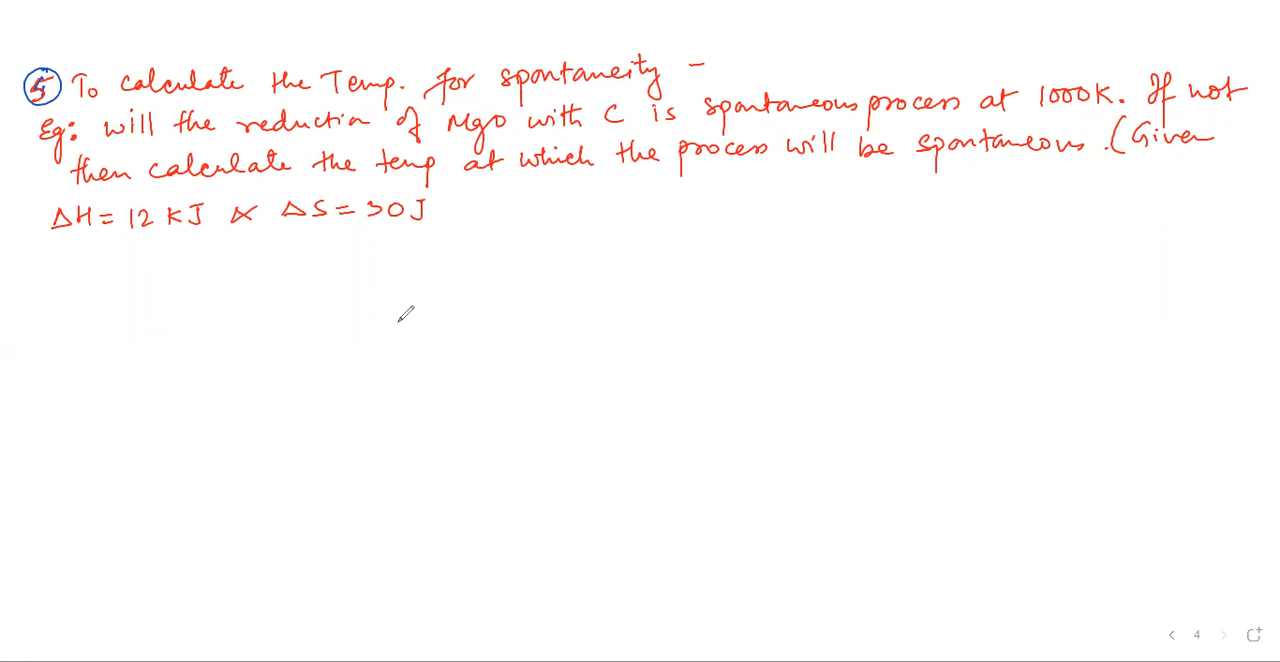 5 To calculate the Temp. for spontaneity -
Eg: will the reduction of MgO with C is spontaneous process at 1000K. If not
then calculate the temp at which the process will be spontaneous. (Given
ΔH = 12 KJ & ΔS = 30J
4